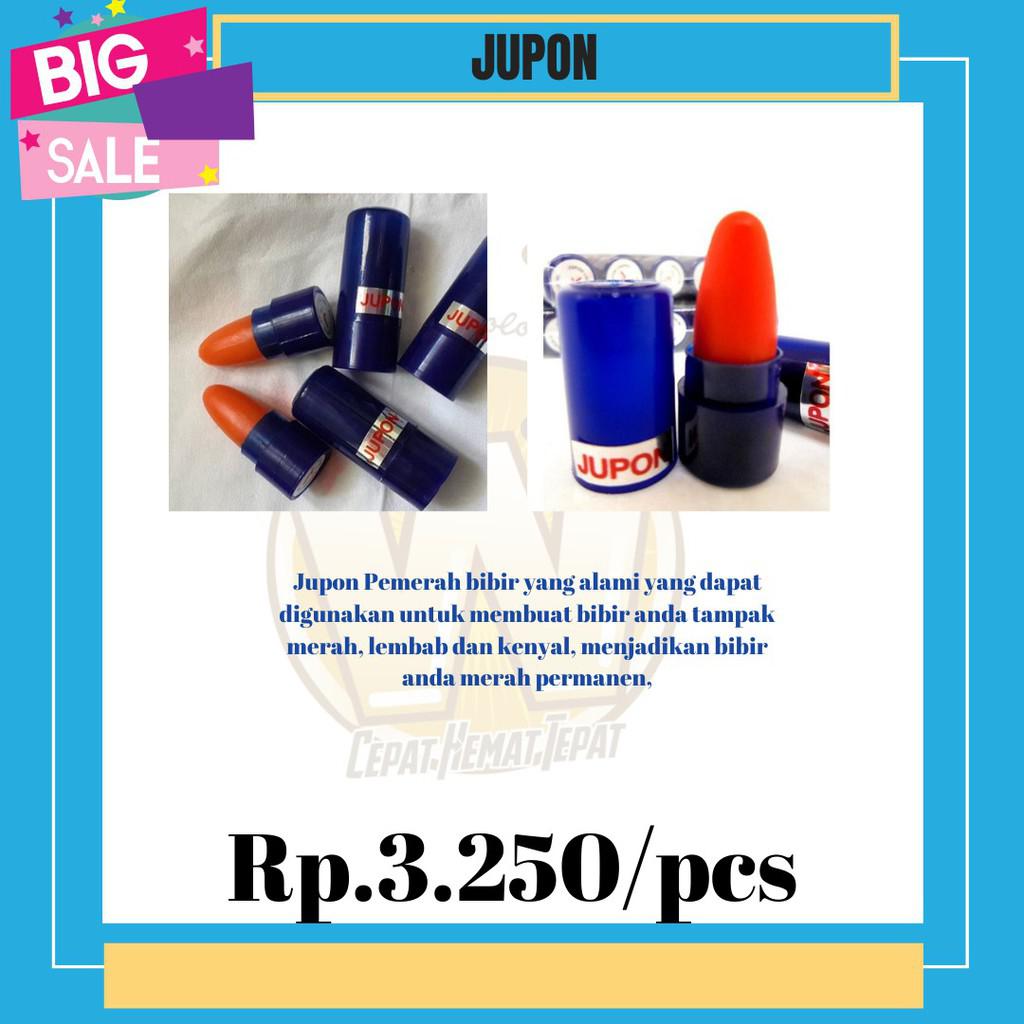 BIG
SALE
JUPON
JUPON
JUPON
JUPON
JUPON
JUPON
Jupon Pemerah bibir yang alami yang dapat
digunakan untuk membuat bibir anda tampak
merah, lembab dan kenyal, menjadikan bibir
anda merah permanen,
CEPAT.HEMAT.TEPAT
Rp.3.250/pcs